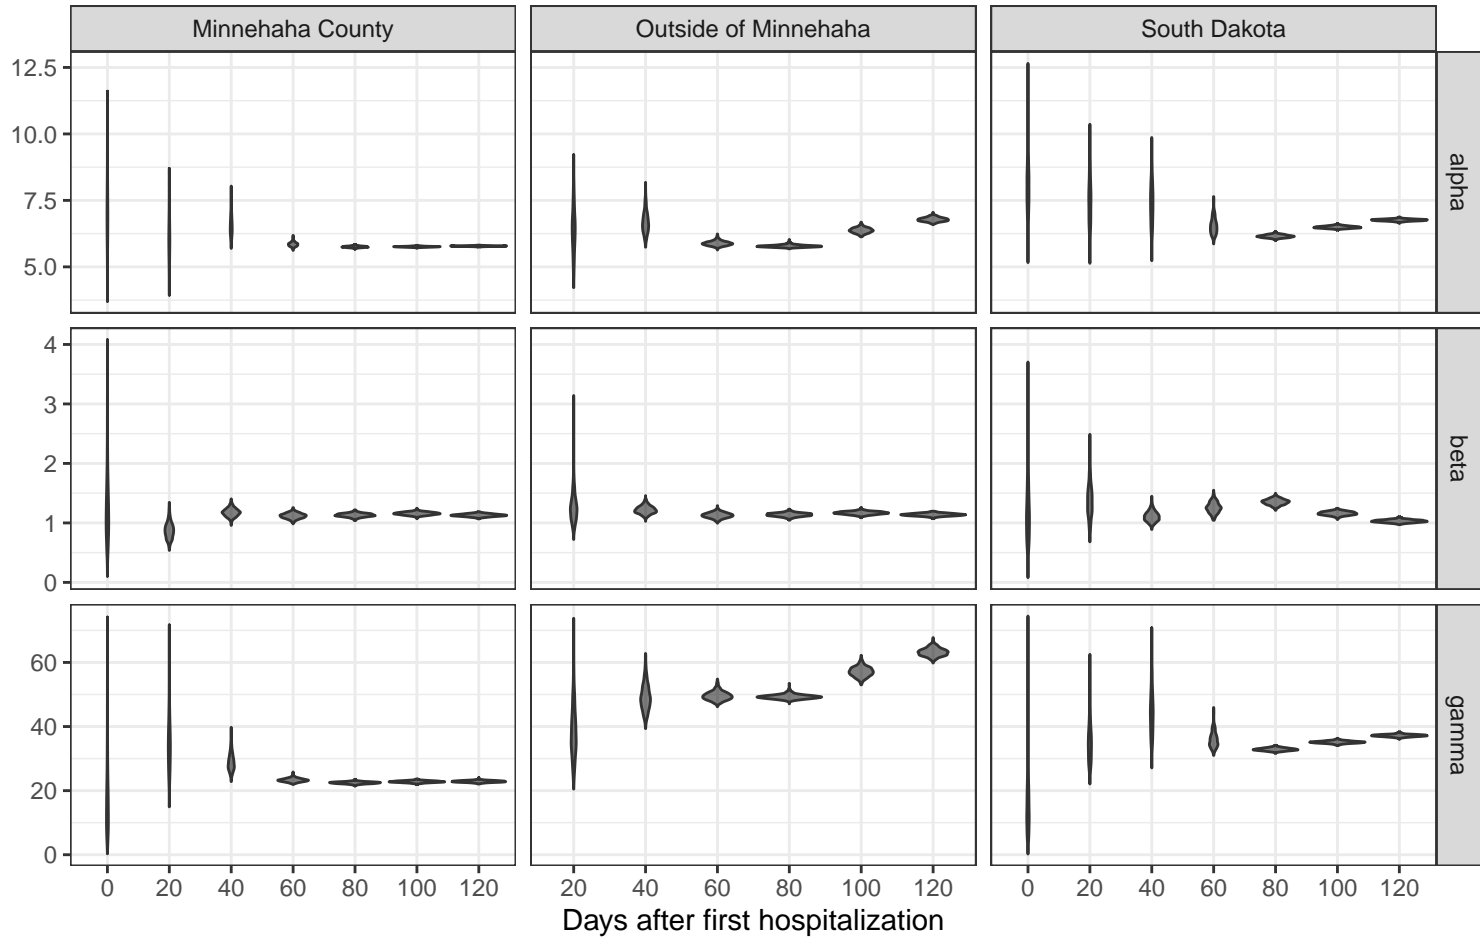 Minnehaha County Outside of Minnehaha South Dakota
12.5
10.0
7.5
5.0
alpha
4
3
2
1
0
beta
60
40
20
0
gamma
0 20 40 60 80 100 120 20 40 60 80 100 120 0 20 40 60 80 100 120
Days after first hospitalization